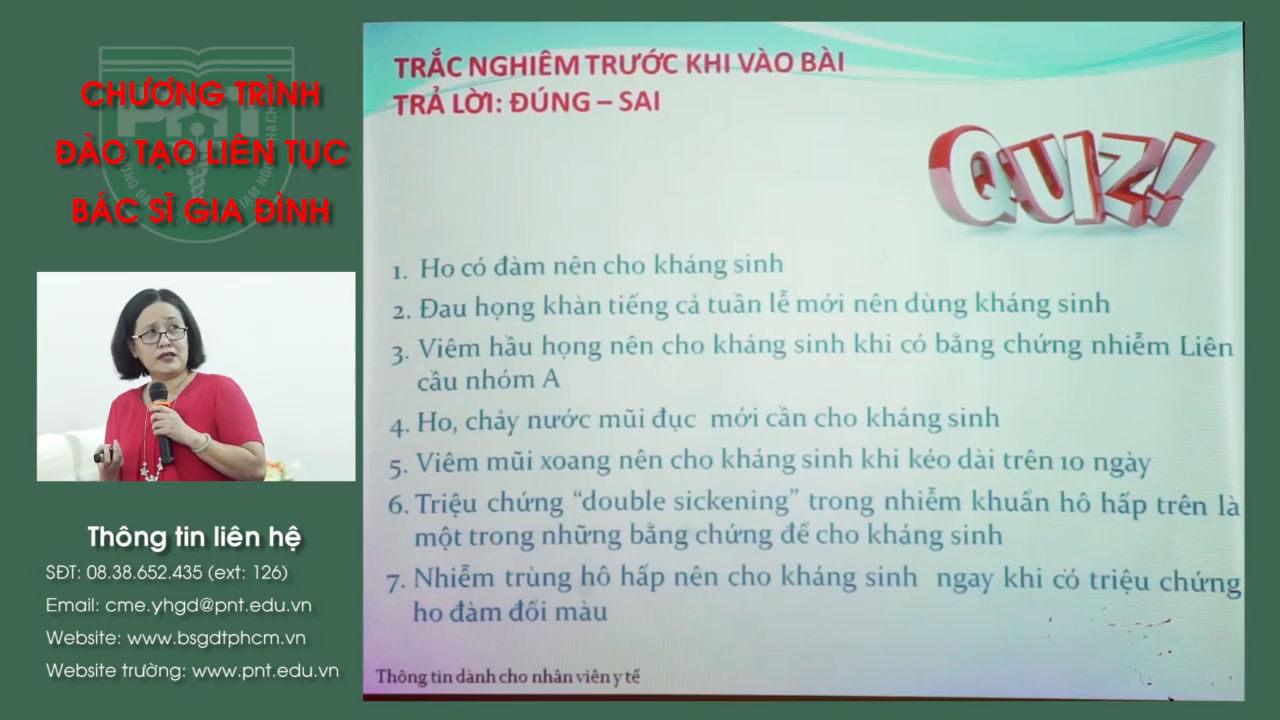 CHƯƠNG TRÌNH
ĐÀO TẠO LIÊN TỤC
BÁC SĨ GIA ĐÌNH
PNT
Thông tin liên hệ
SĐT: 08.38.652.435 (ext: 126)
Email: cme.yhgd@pnt.edu.vn
Website: www.bsgdtphcm.vn
Website trường: www.pnt.edu.vn
TRẮC NGHIÊM TRƯỚC KHI VÀO BÀI
TRẢ LỜI: ĐÚNG – SAI
QUIZ!
1. Ho có đàm nên cho kháng sinh
2. Đau họng khàn tiếng cả tuần lễ mới nên dùng kháng sinh
3. Viêm hầu họng nên cho kháng sinh khi có bằng chứng nhiễm Liên
cầu nhóm A
4. Ho, chảy nước mũi đục mới cần cho kháng sinh
5. Viêm mũi xoang nên cho kháng sinh khi kéo dài trên 10 ngày
6. Triệu chứng “double sickening” trong nhiễm khuẩn hô hấp trên là
một trong những bằng chứng để cho kháng sinh
7. Nhiễm trùng hô hấp nên cho kháng sinh ngay khi có triệu chứng
ho đàm đổi màu
Thông tin dành cho nhân viên y tế